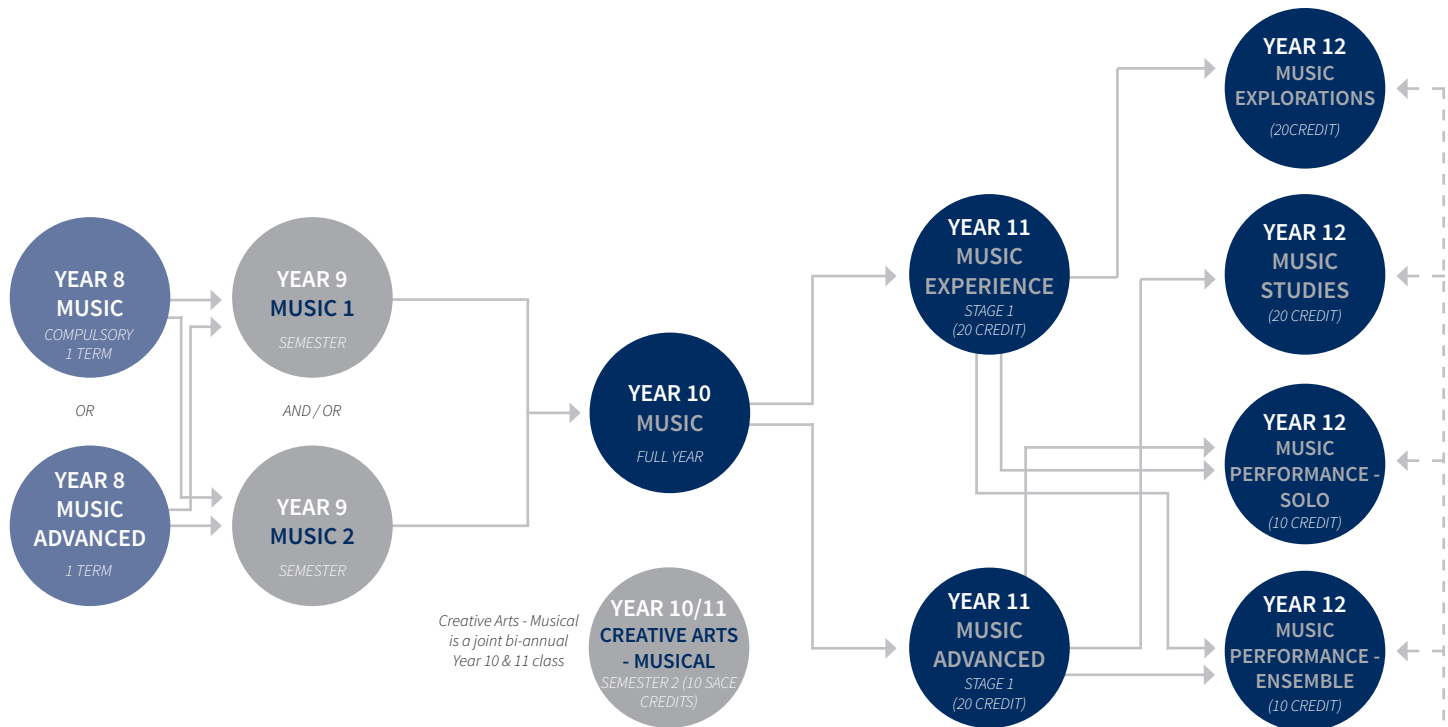 YEAR 8
MUSIC
COMPULSORY
1 TERM
OR
YEAR 8
MUSIC
ADVANCED
1 TERM
YEAR 9
MUSIC 1
SEMESTER
AND / OR
YEAR 9
MUSIC 2
SEMESTER
YEAR 10
MUSIC
FULL YEAR
Creative Arts - Musical
is a joint bi-annual
Year 10 & 11 class
YEAR 10/11
CREATIVE ARTS
- MUSICAL
SEMESTER 2 (10 SACE
CREDITS)
YEAR 11
MUSIC
EXPERIENCE
STAGE 1
(20 CREDIT)
YEAR 11
MUSIC
ADVANCED
STAGE 1
(20 CREDIT)
YEAR 12
MUSIC
EXPLORATIONS
(20CREDIT)
YEAR 12
MUSIC
STUDIES
(20 CREDIT)
YEAR 12
MUSIC
PERFORMANCE -
SOLO
(10 CREDIT)
YEAR 12
MUSIC
PERFORMANCE -
ENSEMBLE
(10 CREDIT)